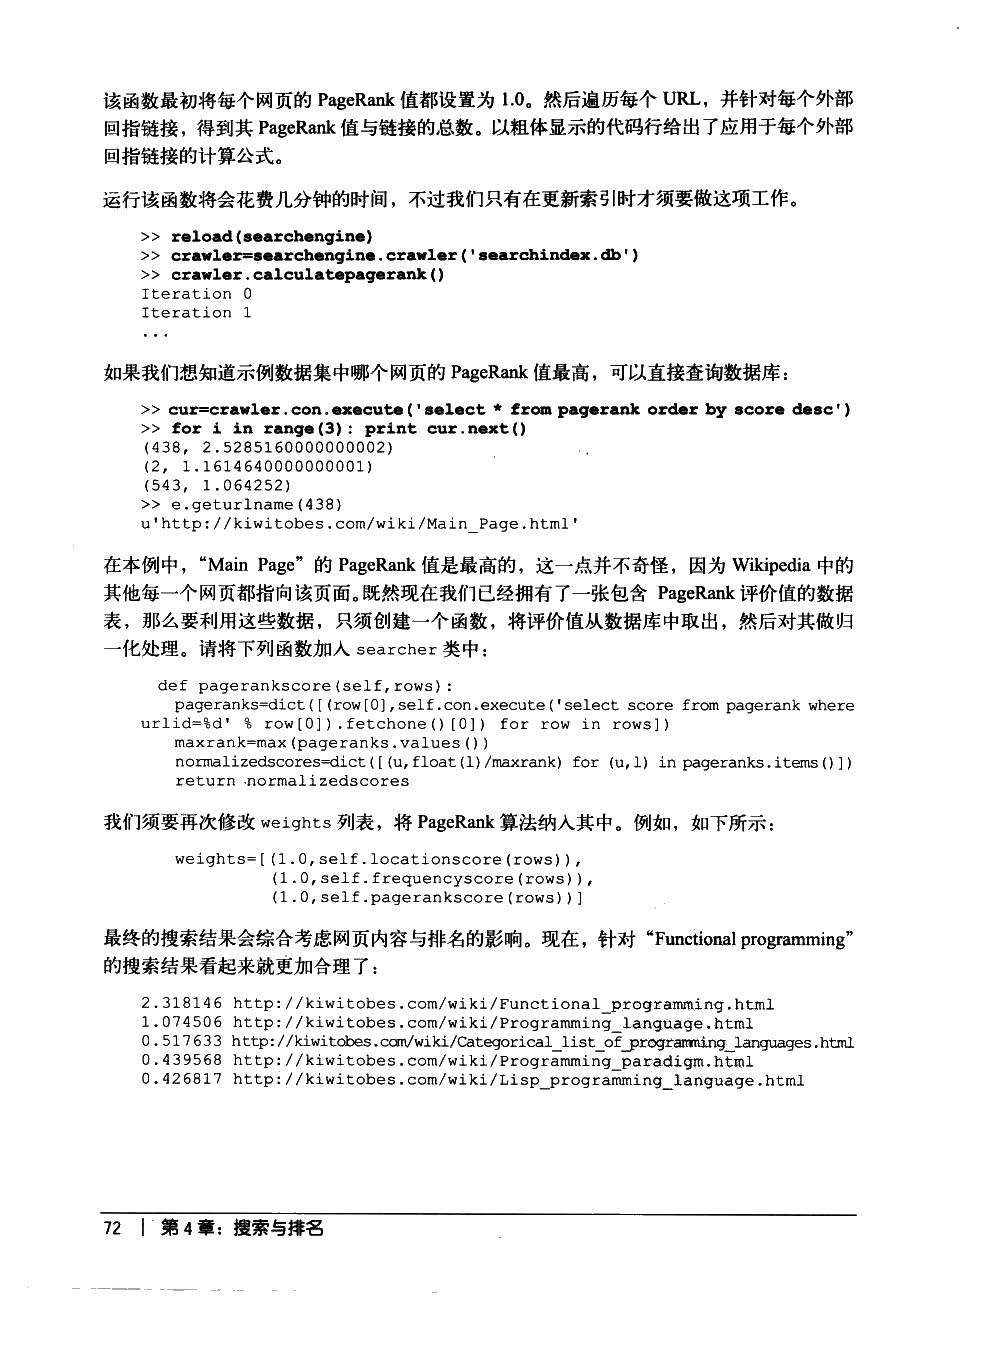 该函数最初将每个网页的 PageRank 值都设置为 1.0。然后遍历每个 URL，并针对每个外部
回指链接，得到其 PageRank 值与链接的总数。以粗体显示的代码行给出了应用于每个外部
回指链接的计算公式。
运行该函数将会花费几分钟的时间，不过我们只有在更新索引时才须要做这项工作。
>> reload(searchengine)
>> crawler=searchengine.crawler('searchindex.db')
>> crawler.calculatepagerank()
Iteration 0
Iteration 1
...
如果我们想知道示例数据集中哪个网页的 PageRank 值最高，可以直接查询数据库：
>> cur=crawler.con.execute('select * from pagerank order by score desc')
>> for i in range(3): print cur.next()
(438, 2.5285160000000002)
(2, 1.1614640000000001)
(543, 1.064252)
>> e.geturlname(438)
u'http://kiwitobes.com/wiki/Main_Page.html'
在本例中，“Main Page”的 PageRank 值是最高的，这一点并不奇怪，因为 Wikipedia 中的
其他每一个网页都指向该页面。既然现在我们已经拥有了一张包含 PageRank 评价值的数据
表，那么要利用这些数据，只须创建一个函数，将评价值从数据库中取出，然后对其做归
一化处理。请将下列函数加入 searcher 类中：
def pagerankscore(self,rows):
pageranks=dict([(row[0],self.con.execute('select score from pagerank where
urlid=%d' % row[0]).fetchone()[0]) for row in rows])
maxrank=max(pageranks.values())
normalizedscores=dict([(u,float(l)/maxrank) for (u,l) in pageranks.items()])
return normalizedscores
我们须要再次修改 weights 列表，将 PageRank 算法纳入其中。例如，如下所示：
weights=[(1.0,self.locationscore(rows)),
(1.0,self.frequencyscore(rows)),
(1.0,self.pagerankscore(rows))]
最终的搜索结果会综合考虑网页内容与排名的影响。现在，针对“Functional programming”
的搜索结果看起来就更加合理了：
2.318146 http://kiwitobes.com/wiki/Functional_programming.html
1.074506 http://kiwitobes.com/wiki/Programming_language.html
0.517633 http://kiwitobes.com/wiki/Categorical_list_of_programming_languages.html
0.439568 http://kiwitobes.com/wiki/Programming_paradigm.html
0.426817 http://kiwitobes.com/wiki/Lisp_programming_language.html
72 | 第 4 章：搜索与排名